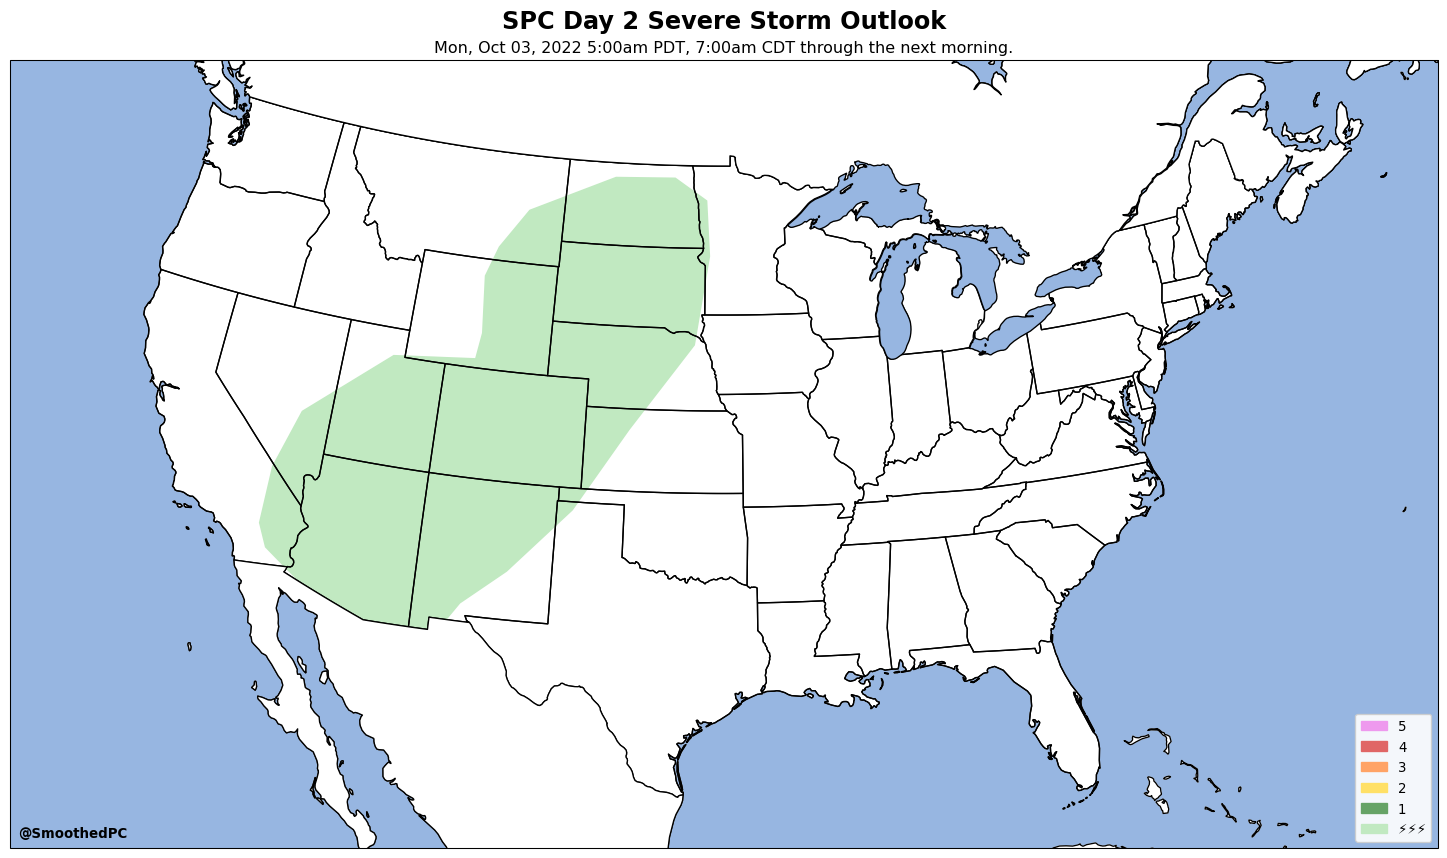 SPC Day 2 Severe Storm Outlook
Mon, Oct 03, 2022 5:00am PDT, 7:00am CDT through the next morning.
5
4
3
2
1
⚡⚡⚡
@SmoothedPC